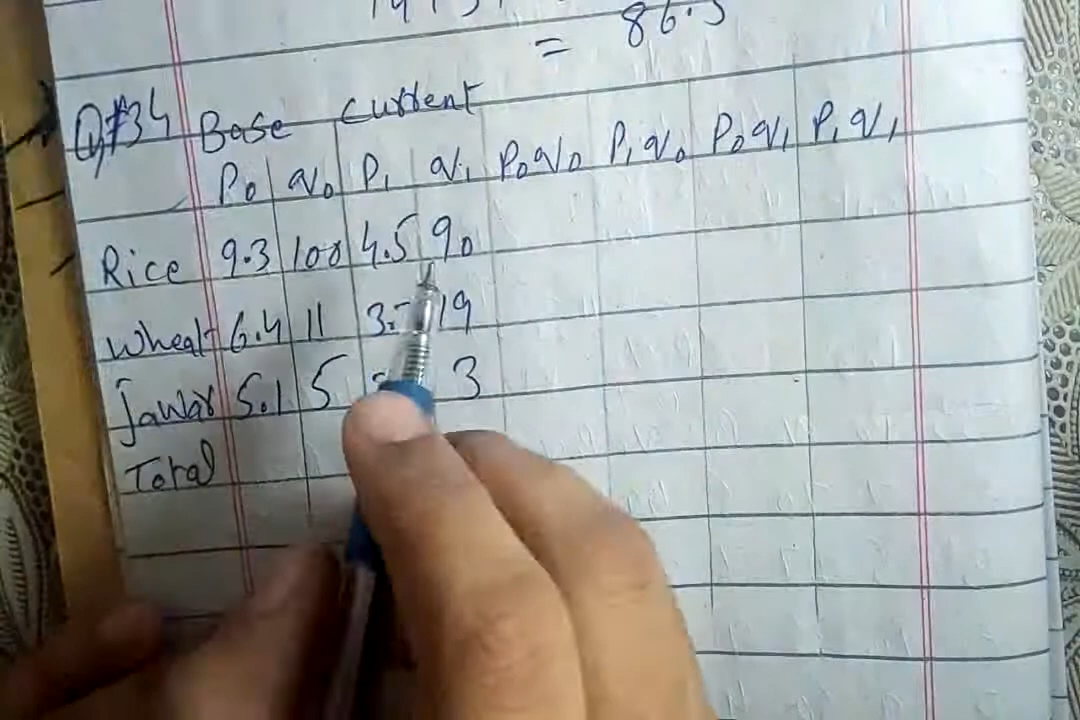 = 86.5
Q#34 Base current
P₀ q₀ P₁ q₁ P₀q₀ P₁q₀ P₀q₁ P₁q₁
Rice 9.3 100 4.5 90
Wheat 6.4 11 19
Jawar 5.1 5 3
Total